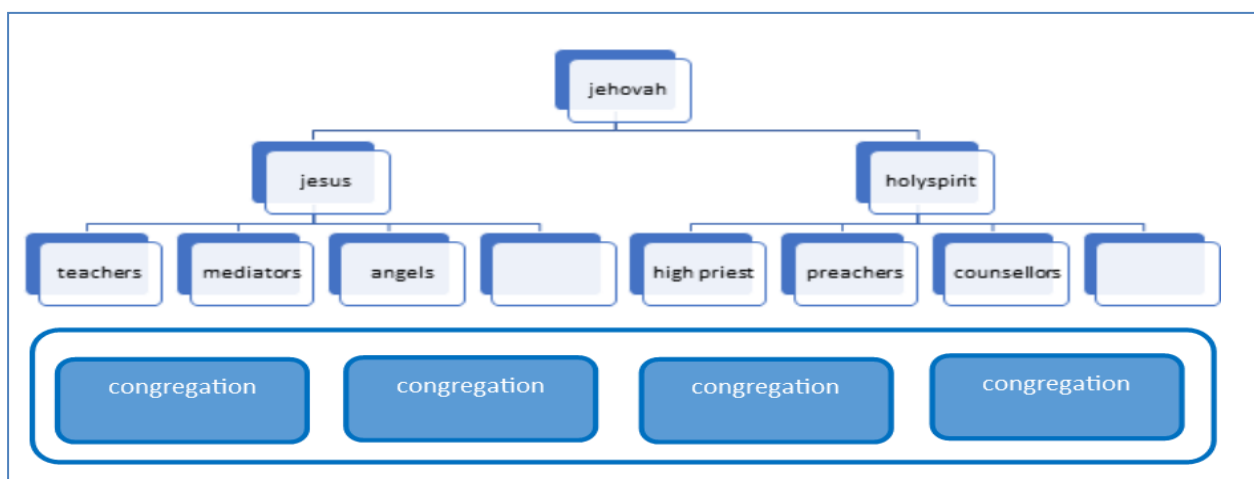 jehovah
jesus
holyspirit
teachers
mediators
angels
high priest
preachers
counsellors
congregation
congregation
congregation
congregation